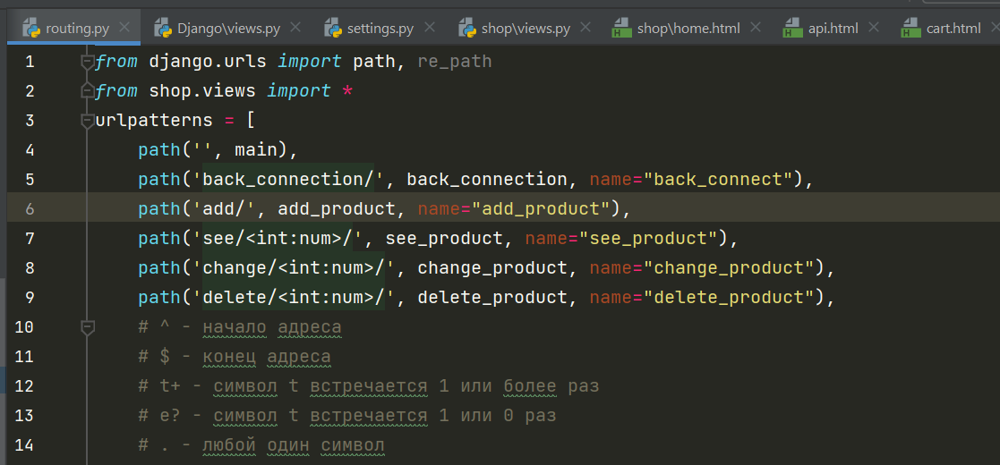 routing.py Django\views.py settings.py shop\views.py shop\home.html api.html cart.html
1 from django.urls import path, re_path
2 from shop.views import *
3 urlpatterns = [
4 path('', main),
5 path('back_connection/', back_connection, name="back_connect"),
6 path('add/', add_product, name="add_product"),
7 path('see/<int:num>/', see_product, name="see_product"),
8 path('change/<int:num>/', change_product, name="change_product"),
9 path('delete/<int:num>/', delete_product, name="delete_product"),
10 # ^ - начало адреса
11 # $ - конец адреса
12 # t+ - символ t встречается 1 или более раз
13 # e? - символ t встречается 1 или 0 раз
14 # . - любой один символ